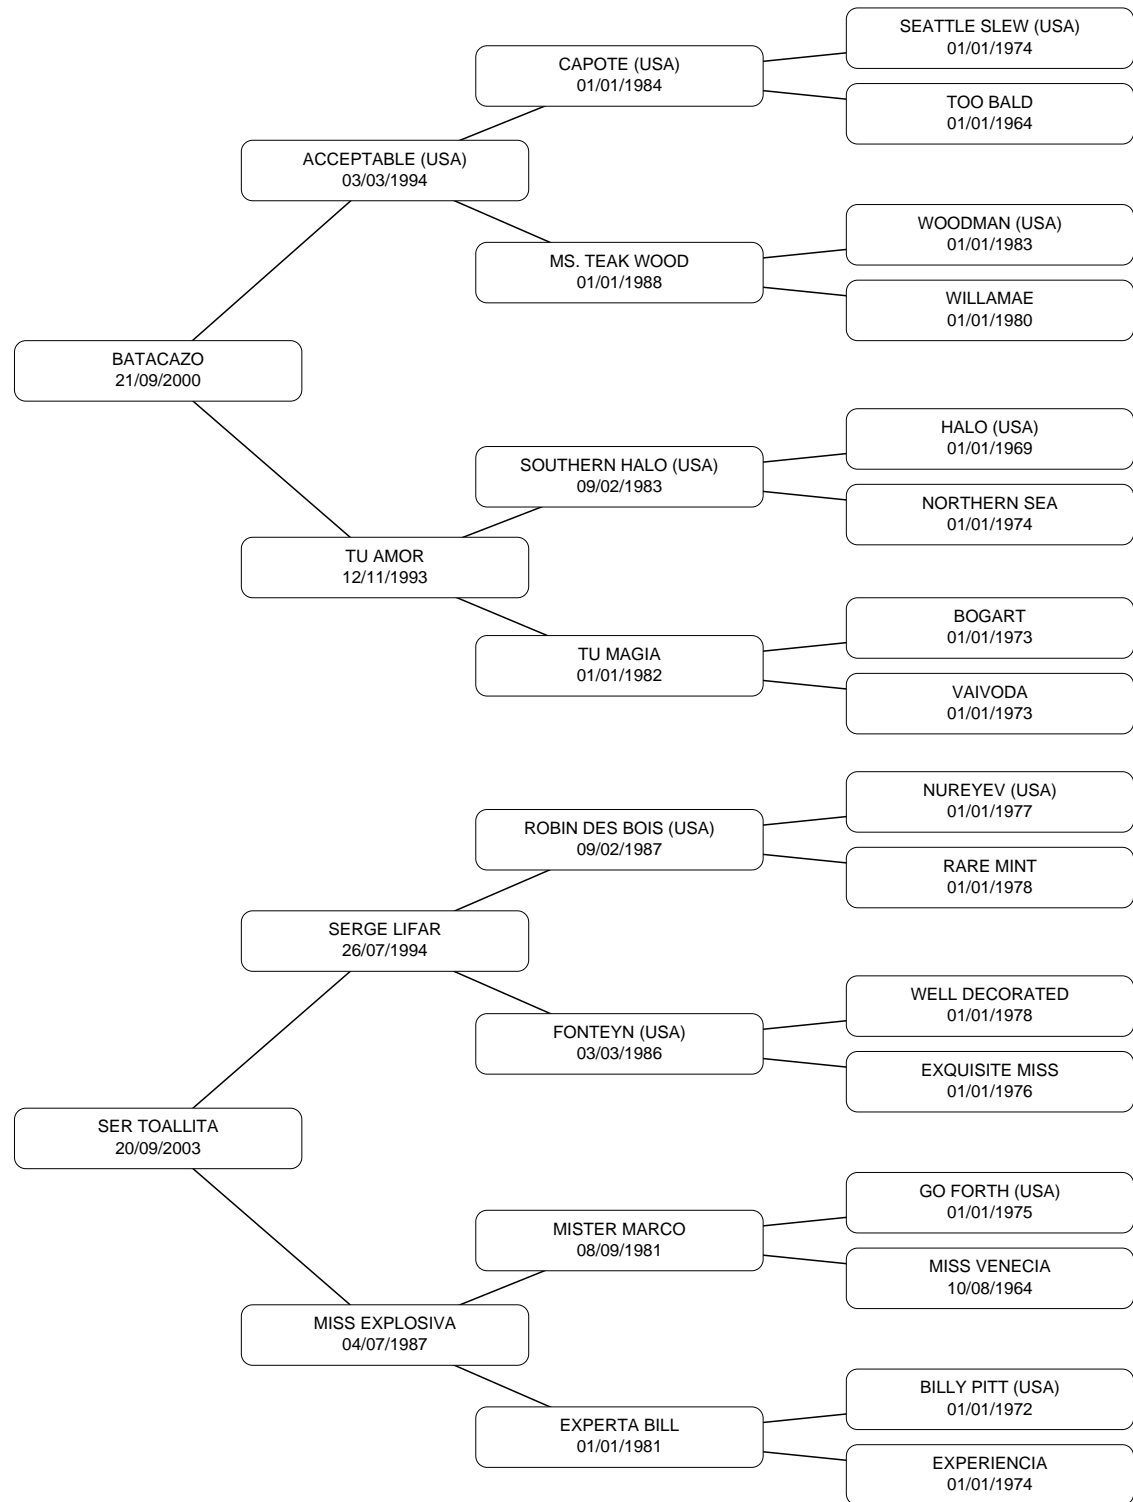 SEATTLE SLEW (USA)
01/01/1974
CAPOTE (USA)
01/01/1984
TOO BALD
01/01/1964
ACCEPTABLE (USA)
03/03/1994
WOODMAN (USA)
01/01/1983
MS. TEAK WOOD
01/01/1988
WILLAMAE
01/01/1980
BATACAZO
21/09/2000
HALO (USA)
01/01/1969
SOUTHERN HALO (USA)
09/02/1983
NORTHERN SEA
01/01/1974
TU AMOR
12/11/1993
BOGART
01/01/1973
TU MAGIA
01/01/1982
VAIVODA
01/01/1973
NUREYEV (USA)
01/01/1977
ROBIN DES BOIS (USA)
09/02/1987
RARE MINT
01/01/1978
SERGE LIFAR
26/07/1994
WELL DECORATED
01/01/1978
FONTEYN (USA)
03/03/1986
EXQUISITE MISS
01/01/1976
SER TOALLITA
20/09/2003
GO FORTH (USA)
01/01/1975
MISTER MARCO
08/09/1981
MISS VENECIA
10/08/1964
MISS EXPLOSIVA
04/07/1987
BILLY PITT (USA)
01/01/1972
EXPERTA BILL
01/01/1981
EXPERIENCIA
01/01/1974